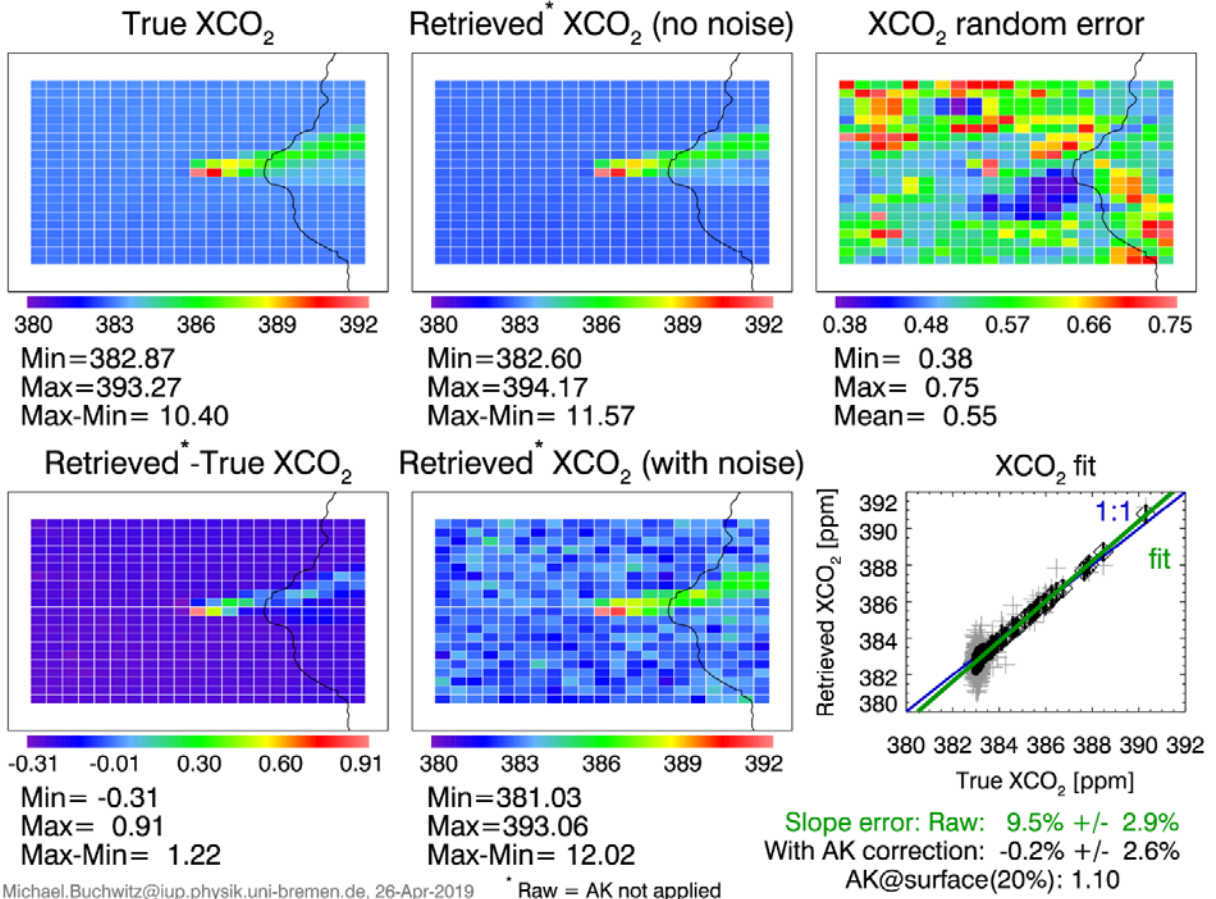 True XCO₂
Retrieved* XCO₂ (no noise)
XCO₂ random error
380 383 386 389 392
380 383 386 389 392
0.38 0.48 0.57 0.66 0.75
Min=382.87
Max=393.27
Max-Min= 10.40
Min=382.60
Max=394.17
Max-Min= 11.57
Min= 0.38
Max= 0.75
Mean= 0.55
Retrieved*-True XCO₂
Retrieved* XCO₂ (with noise)
XCO₂ fit
-0.31 -0.01 0.30 0.60 0.91
380 383 386 389 392
Retrieved XCO₂ [ppm]
392
390
388
386
384
382
380
1:1
fit
380 382 384 386 388 390 392
True XCO₂ [ppm]
Min= -0.31
Max= 0.91
Max-Min= 1.22
Min=381.03
Max=393.06
Max-Min= 12.02
Slope error: Raw: 9.5% +/- 2.9%
With AK correction: -0.2% +/- 2.6%
AK@surface(20%): 1.10
Michael.Buchwitz@iup.physik.uni-bremen.de, 26-Apr-2019
* Raw = AK not applied